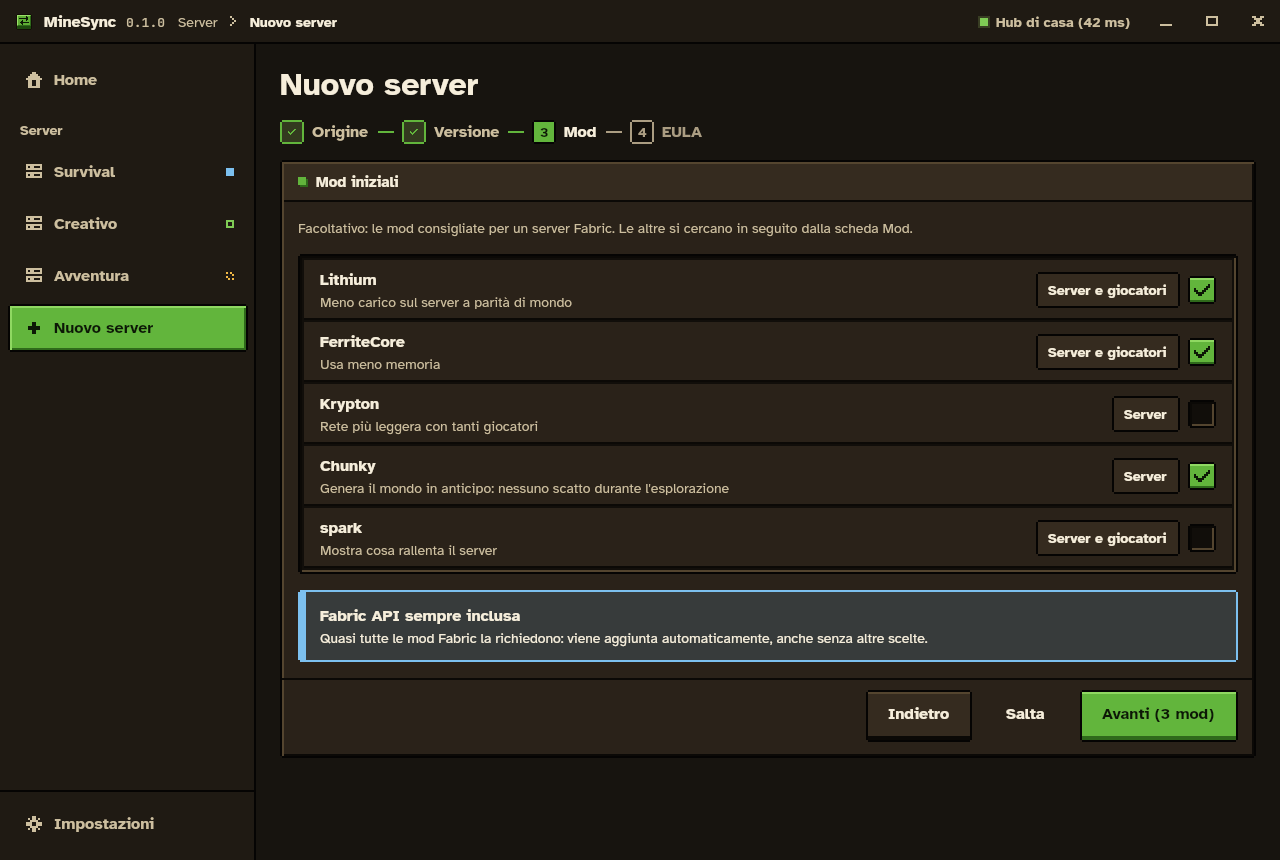 MineSync 0.1.0 Server Nuovo server
Hub di casa (42 ms)
Home
Server
Survival
Creativo
Avventura
Nuovo server
Impostazioni
Nuovo server
Origine Versione 3 Mod 4 EULA
Mod iniziali
Facoltativo: le mod consigliate per un server Fabric. Le altre si cercano in seguito dalla scheda Mod.
Lithium
Meno carico sul server a parità di mondo
Server e giocatori
FerriteCore
Usa meno memoria
Server e giocatori
Krypton
Rete più leggera con tanti giocatori
Server
Chunky
Genera il mondo in anticipo: nessuno scatto durante l'esplorazione
Server
spark
Mostra cosa rallenta il server
Server e giocatori
Fabric API sempre inclusa
Quasi tutte le mod Fabric la richiedono: viene aggiunta automaticamente, anche senza altre scelte.
Indietro Salta Avanti (3 mod)